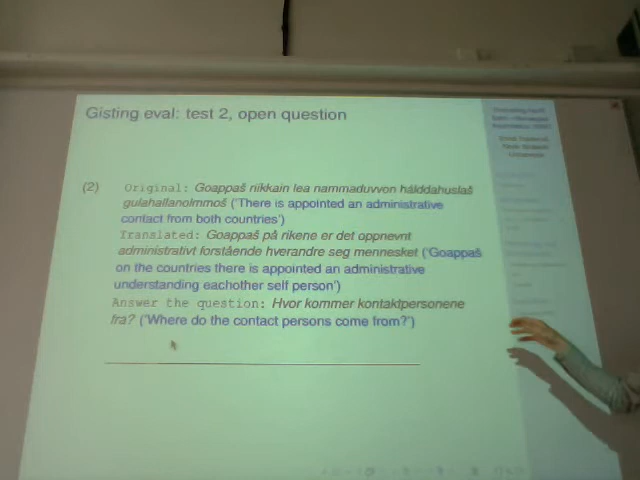 Gisting eval: test 2, open question
(2) Original: Goappaš riikkain lea nammaduvvon hálddahuslaš
gulahallanolmmoš ('There is appointed an administrative
contact from both countries')
Translated: Goappaš på rikene er det oppnevnt
administrativt forstående hverandre seg mennesket ('Goappaš
on the countries there is appointed an administrative
understanding eachother self person')
Answer the question: Hvor kommer kontaktpersonene
fra? ('Where do the contact persons come from?')